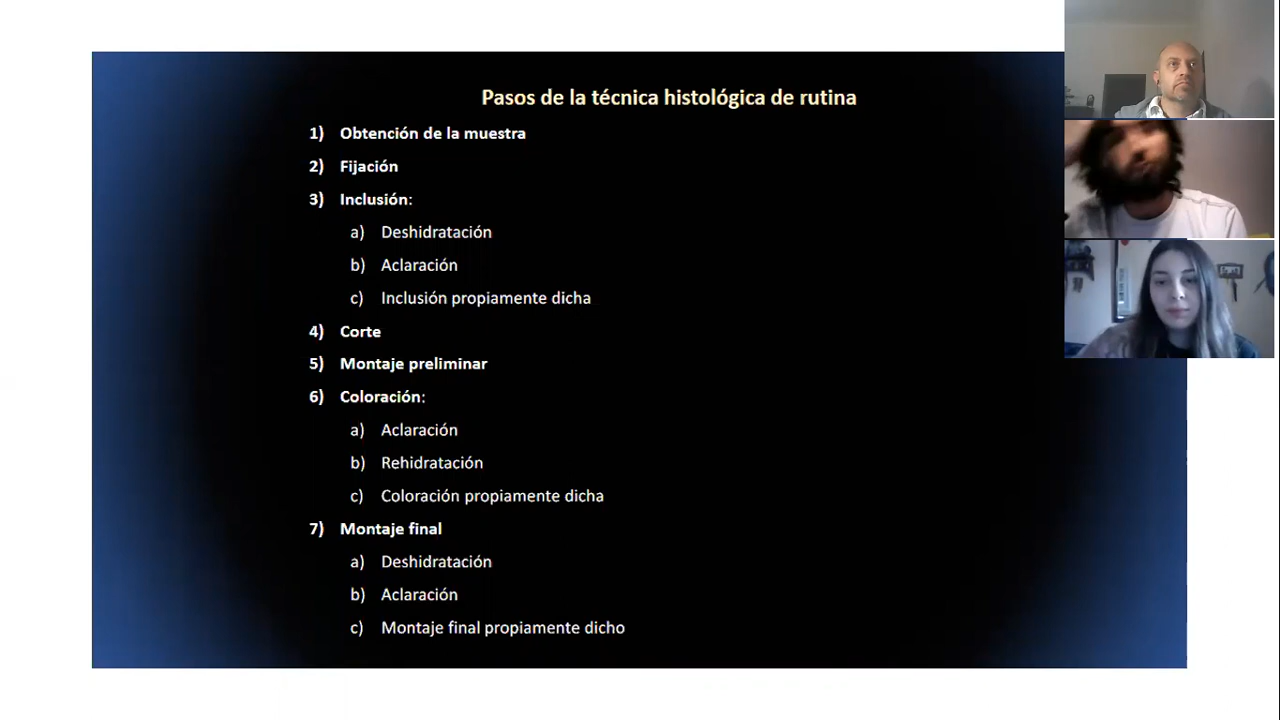 Pasos de la técnica histológica de rutina
1) Obtención de la muestra
2) Fijación
3) Inclusión:
a) Deshidratación
b) Aclaración
c) Inclusión propiamente dicha
4) Corte
5) Montaje preliminar
6) Coloración:
a) Aclaración
b) Rehidratación
c) Coloración propiamente dicha
7) Montaje final
a) Deshidratación
b) Aclaración
c) Montaje final propiamente dicho